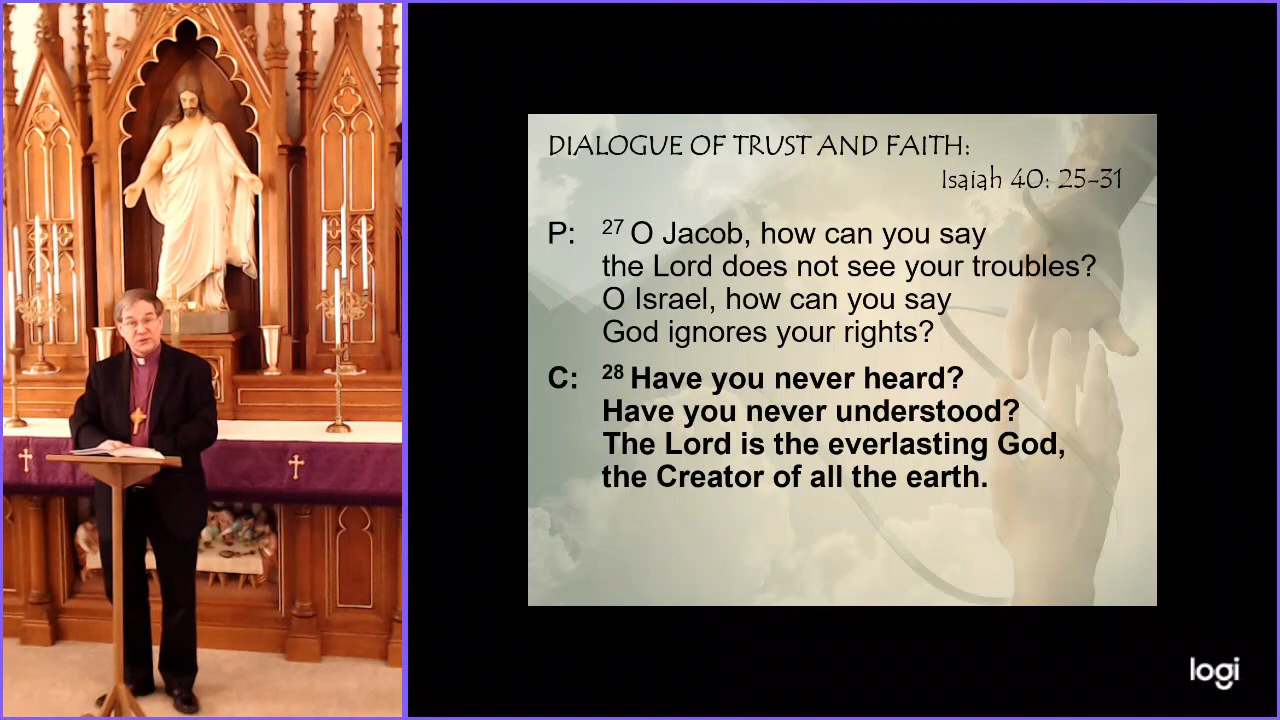 DIALOGUE OF TRUST AND FAITH:
Isaiah 40: 25-31
P: 27 O Jacob, how can you say
the Lord does not see your troubles?
O Israel, how can you say
God ignores your rights?
C: 28 Have you never heard?
Have you never understood?
The Lord is the everlasting God,
the Creator of all the earth.
logi